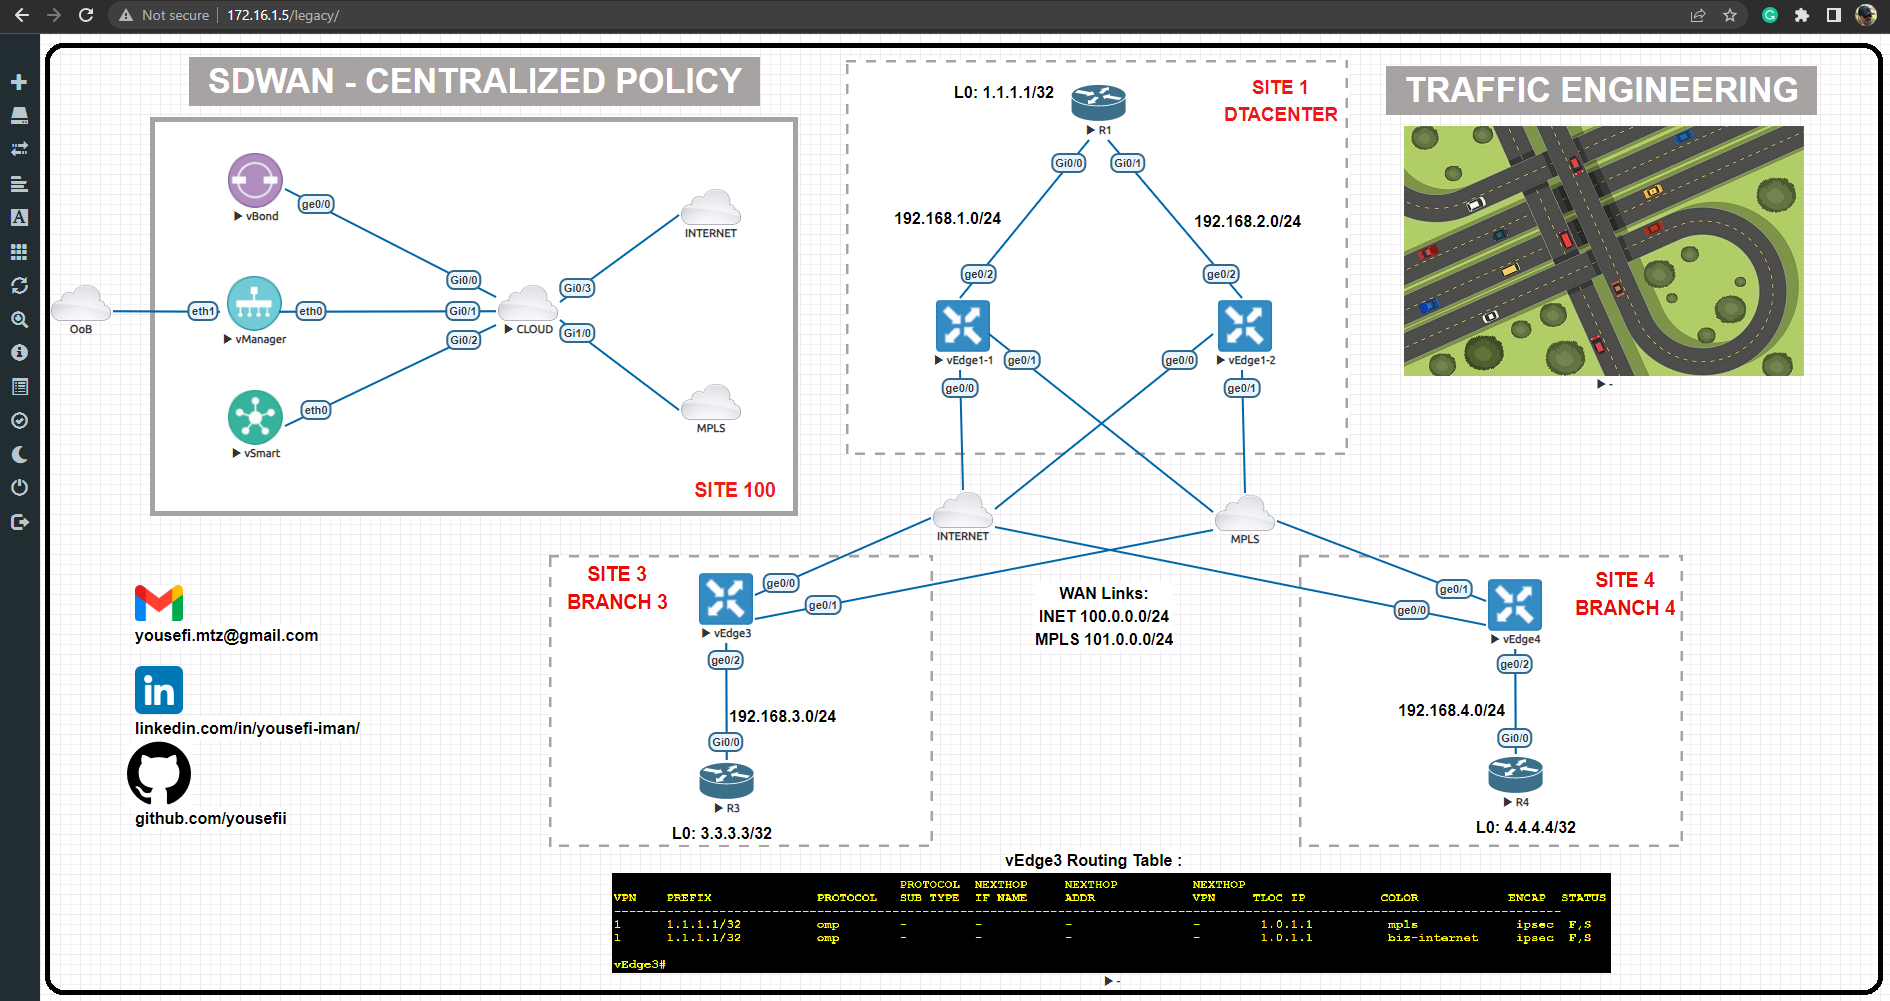 Not secure
172.16.1.5/legacy/
SDWAN - CENTRALIZED POLICY
vBond
ge0/0
INTERNET
Gi0/0
Gi0/3
OoB
eth1
vManager
eth0
Gi0/1
CLOUD
Gi0/2
Gi1/0
eth0
vSmart
MPLS
SITE 100
L0: 1.1.1.1/32
SITE 1
DTACENTER
R1
Gi0/0
Gi0/1
192.168.1.0/24
192.168.2.0/24
ge0/2
ge0/2
vEdge1-1
ge0/1
ge0/0
vEdge1-2
ge0/0
ge0/1
TRAFFIC ENGINEERING
-
INTERNET
MPLS
SITE 3
BRANCH 3
ge0/0
ge0/1
vEdge3
ge0/2
192.168.3.0/24
Gi0/0
R3
L0: 3.3.3.3/32
WAN Links:
INET 100.0.0.0/24
MPLS 101.0.0.0/24
SITE 4
BRANCH 4
ge0/1
ge0/0
vEdge4
ge0/2
192.168.4.0/24
Gi0/0
R4
L0: 4.4.4.4/32
yousefi.mtz@gmail.com
in
linkedin.com/in/yousefi-iman/
github.com/yousefii
vEdge3 Routing Table :
PROTOCOL NEXTHOP NEXTHOP NEXTHOP
VPN PREFIX PROTOCOL SUB TYPE IF NAME ADDR VPN TLOC IP COLOR ENCAP STATUS
---------------------------------------------------------------------------------------------------------------------------------
1 1.1.1.1/32 omp - - - - 1.0.1.1 mpls ipsec F,S
1 1.1.1.1/32 omp - - - - 1.0.1.1 biz-internet ipsec F,S
vEdge3#
-